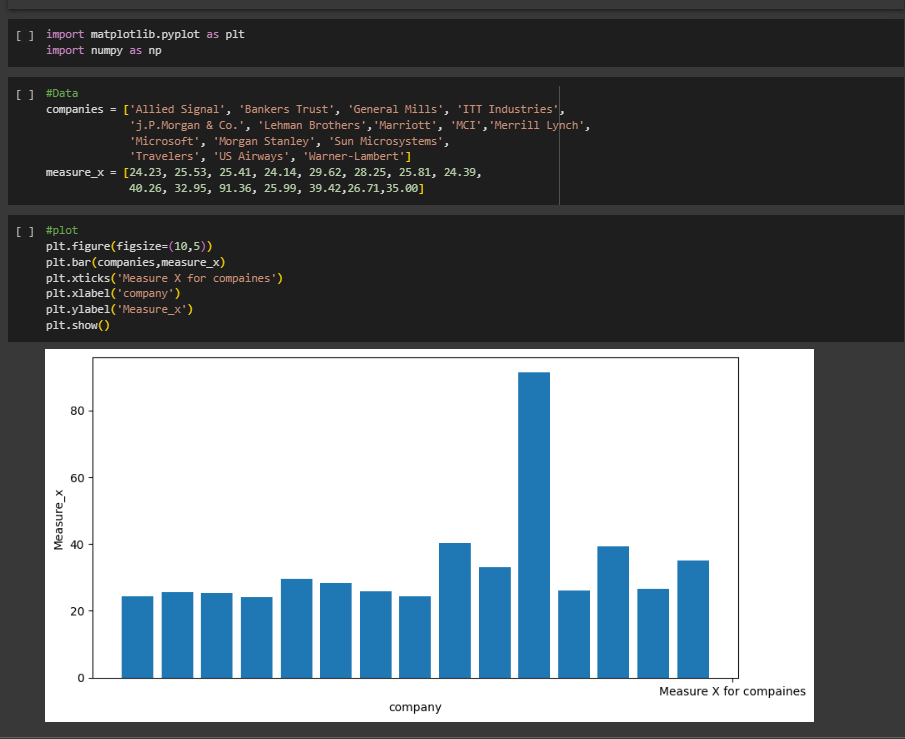 [ ] import matplotlib.pyplot as plt
import numpy as np
[ ] #Data
companies = ['Allied Signal', 'Bankers Trust', 'General Mills', 'ITT Industries',
'j.P.Morgan & Co.', 'Lehman Brothers','Marriott', 'MCI','Merrill Lynch',
'Microsoft', 'Morgan Stanley', 'Sun Microsystems',
'Travelers', 'US Airways', 'Warner-Lambert']
measure_x = [24.23, 25.53, 25.41, 24.14, 29.62, 28.25, 25.81, 24.39,
40.26, 32.95, 91.36, 25.99, 39.42,26.71,35.00]
[ ] #plot
plt.figure(figsize=(10,5))
plt.bar(companies,measure_x)
plt.xticks('Measure X for compaines')
plt.xlabel('company')
plt.ylabel('Measure_x')
plt.show()
80
60
40
20
0
Measure_x
Measure X for compaines
company